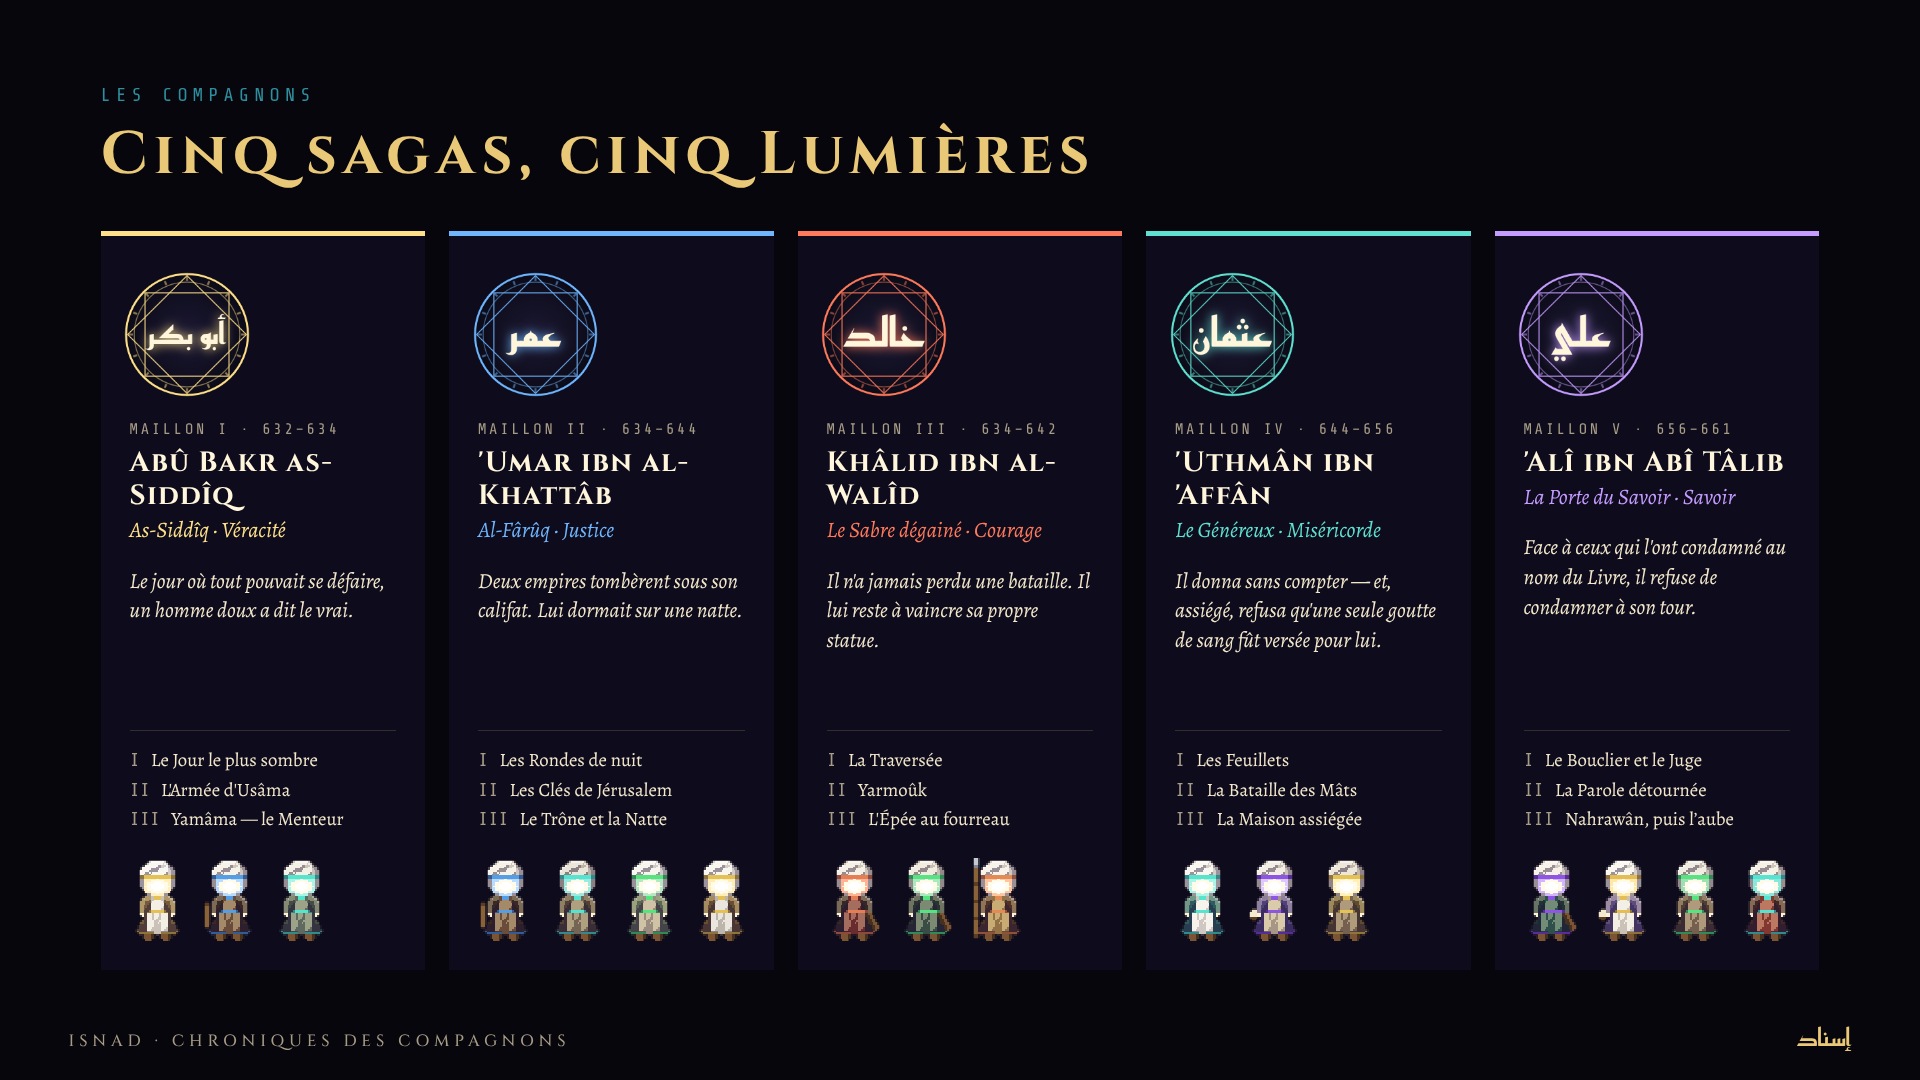 LES COMPAGNONS
Cinq sagas, cinq Lumières
أبو بكر
MAILLON I · 632–634
Abû Bakr as-
Siddîq
As-Siddîq · Véracité
Le jour où tout pouvait se défaire,
un homme doux a dit le vrai.
I Le Jour le plus sombre
II L'Armée d'Usâma
III Yamâma — le Menteur
عمر
MAILLON II · 634–644
'Umar ibn al-
Khattâb
Al-Fârûq · Justice
Deux empires tombèrent sous son
califat. Lui dormait sur une natte.
I Les Rondes de nuit
II Les Clés de Jérusalem
III Le Trône et la Natte
خالد
MAILLON III · 634–642
Khâlid ibn al-
Walîd
Le Sabre dégainé · Courage
Il n'a jamais perdu une bataille. Il
lui reste à vaincre sa propre
statue.
I La Traversée
II Yarmoûk
III L'Épée au fourreau
عثمان
MAILLON IV · 644–656
'Uthmân ibn
'Affân
Le Généreux · Miséricorde
Il donna sans compter — et,
assiégé, refusa qu'une seule goutte
de sang fût versée pour lui.
I Les Feuillets
II La Bataille des Mâts
III La Maison assiégée
علي
MAILLON V · 656–661
'Alî ibn Abî Tâlib
La Porte du Savoir · Savoir
Face à ceux qui l'ont condamné au
nom du Livre, il refuse de
condamner à son tour.
I Le Bouclier et le Juge
II La Parole détournée
III Nahrawân, puis l'aube
ISNAD · CHRONIQUES DES COMPAGNONS
إسناد